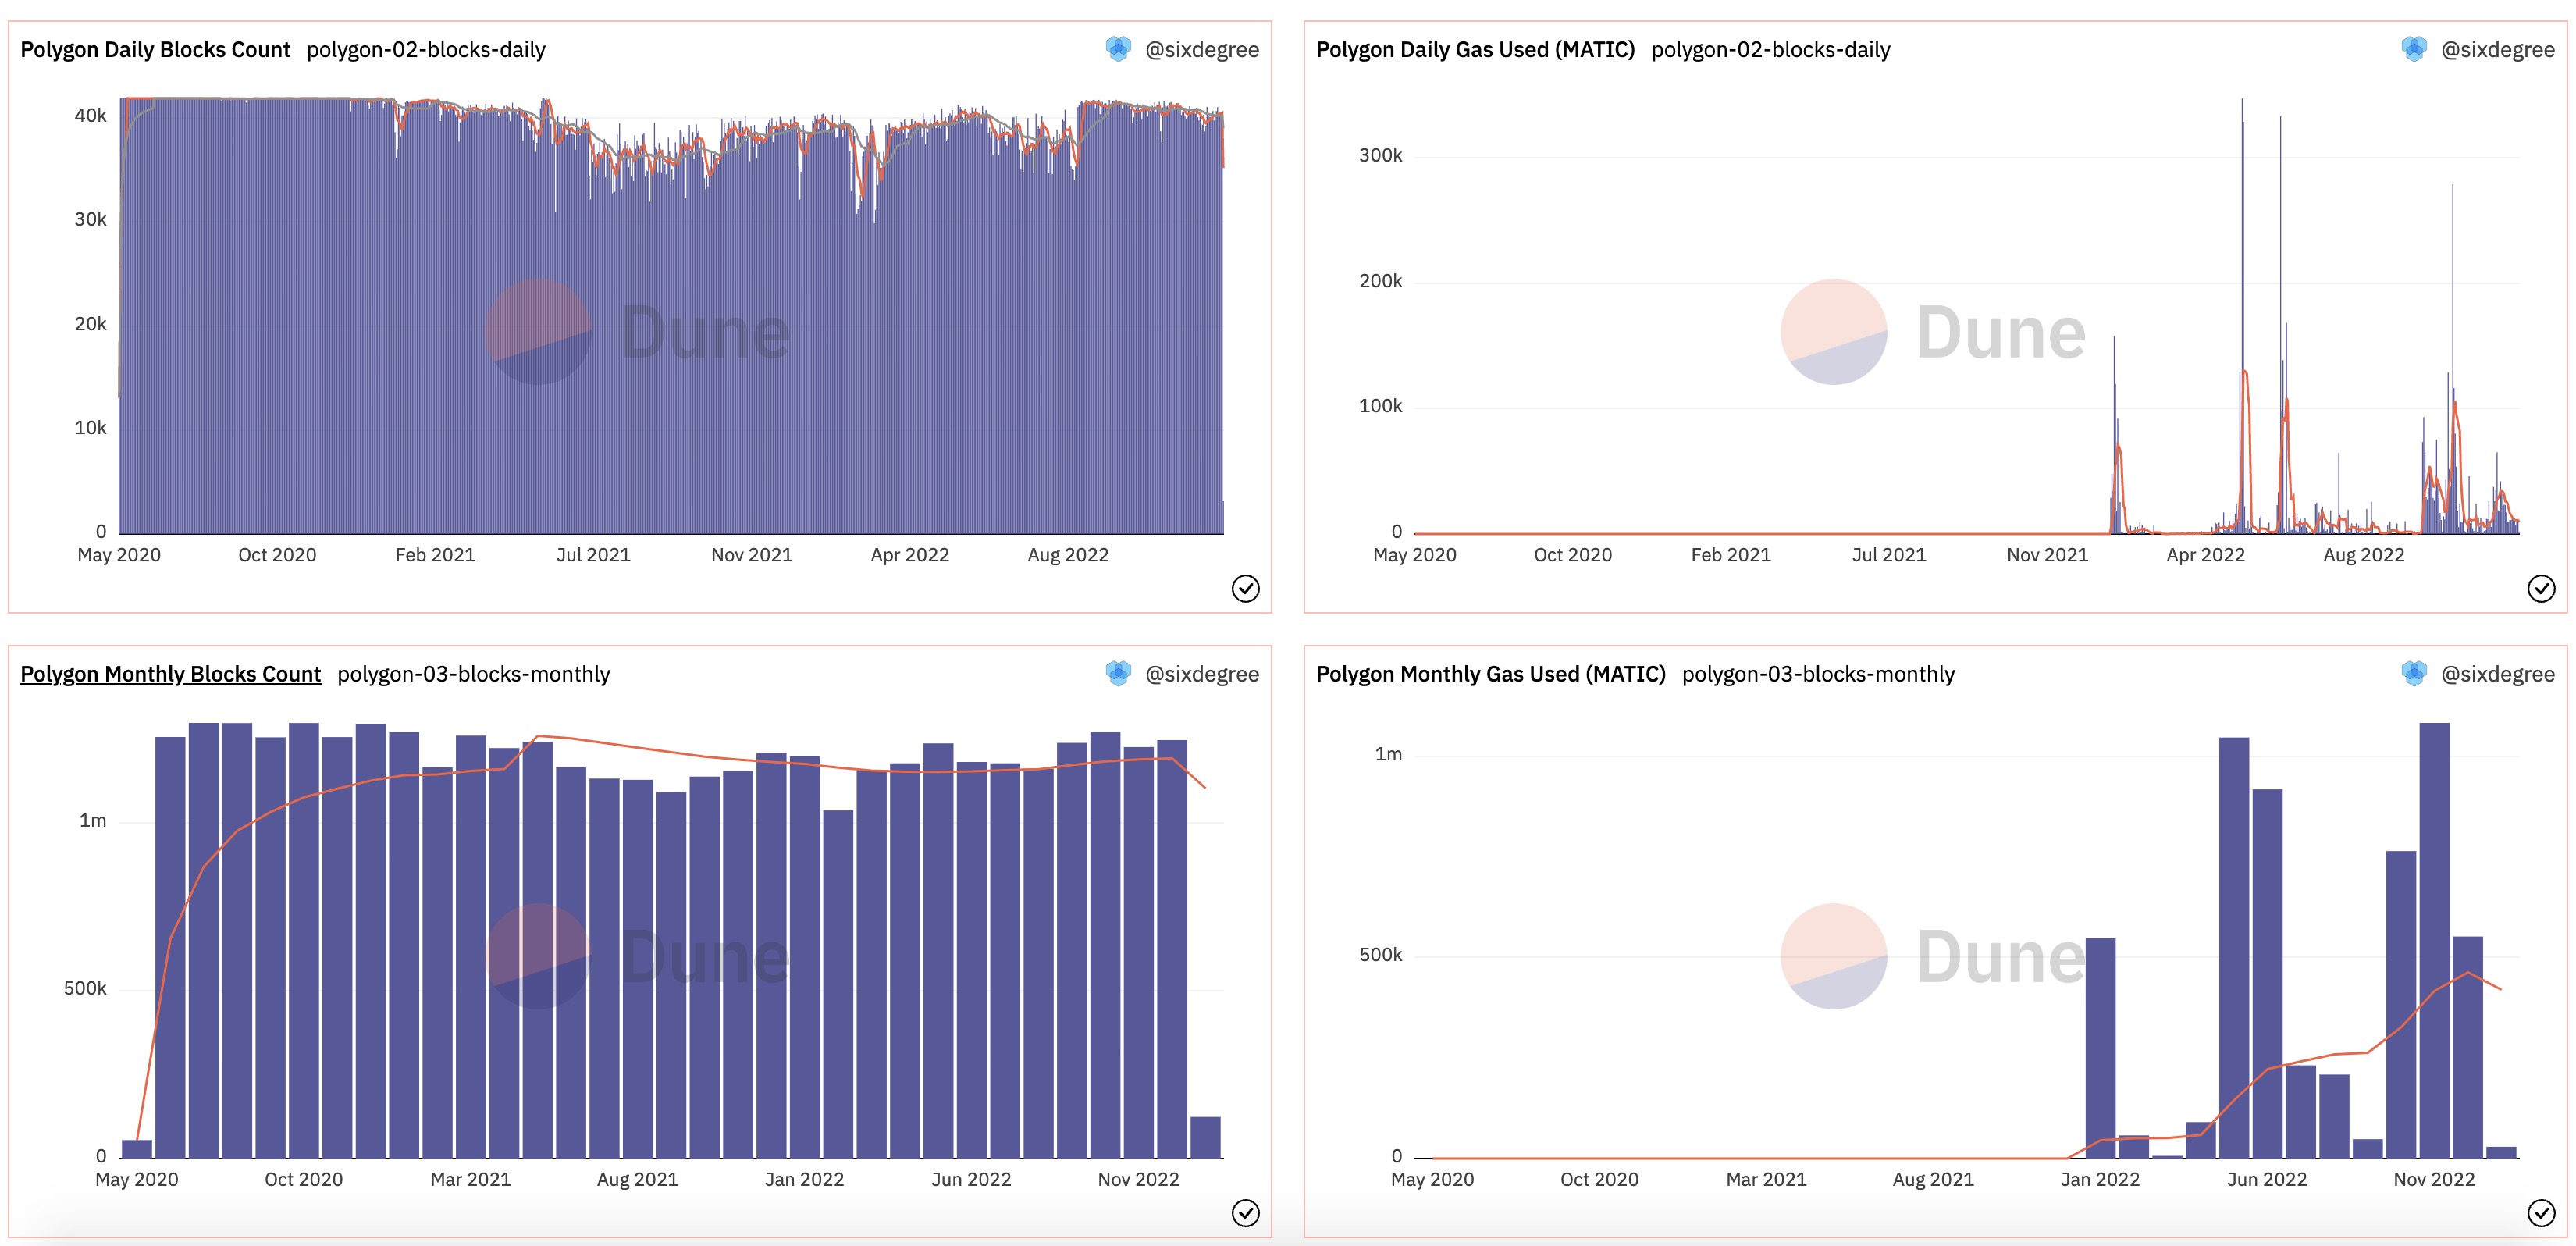 Polygon Daily Blocks Count polygon-02-blocks-daily @sixdegree
40k
30k
20k
10k
0
May 2020 Oct 2020 Feb 2021 Jul 2021 Nov 2021 Apr 2022 Aug 2022
Dune
Polygon Daily Gas Used (MATIC) polygon-02-blocks-daily @sixdegree
300k
200k
100k
0
May 2020 Oct 2020 Feb 2021 Jul 2021 Nov 2021 Apr 2022 Aug 2022
Dune
Polygon Monthly Blocks Count polygon-03-blocks-monthly @sixdegree
1m
500k
0
May 2020 Oct 2020 Mar 2021 Aug 2021 Jan 2022 Jun 2022 Nov 2022
Dune
Polygon Monthly Gas Used (MATIC) polygon-03-blocks-monthly @sixdegree
1m
500k
0
May 2020 Oct 2020 Mar 2021 Aug 2021 Jan 2022 Jun 2022 Nov 2022
Dune